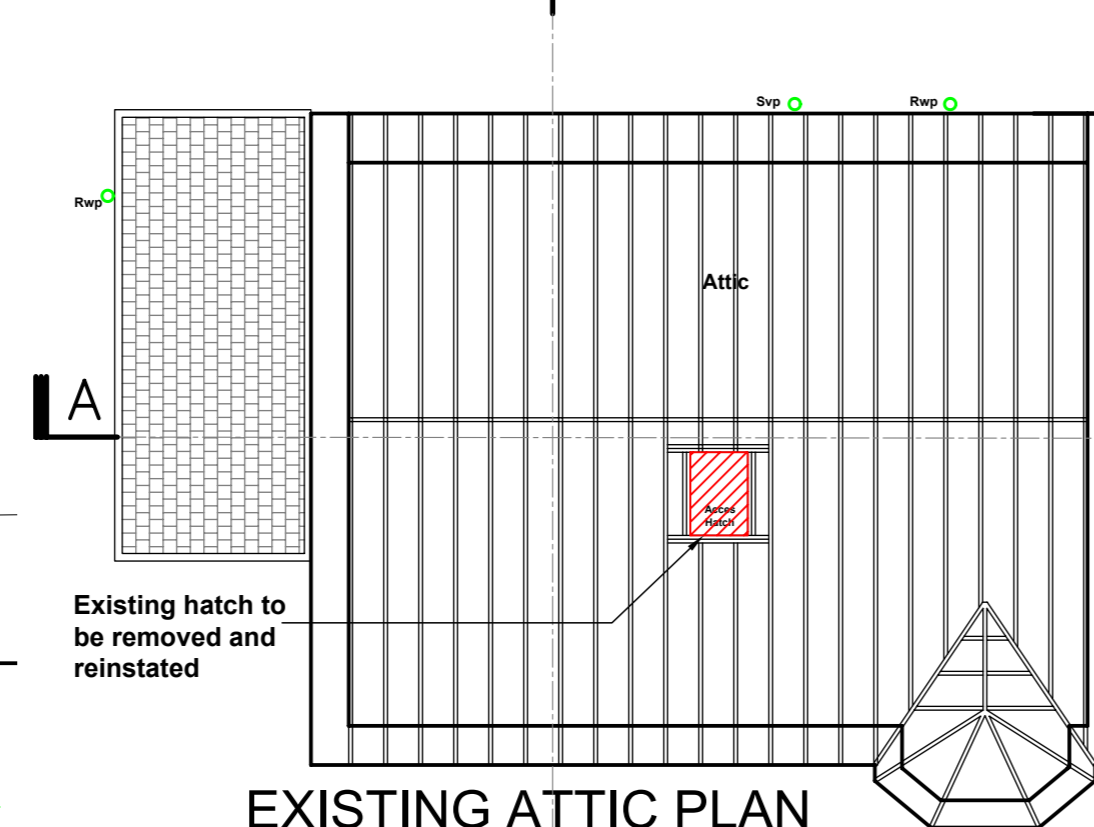 Svp
Rwp
Rwp
Attic
A
Acces
Hatch
Existing hatch to
be removed and
reinstated
EXISTING ATTIC PLAN